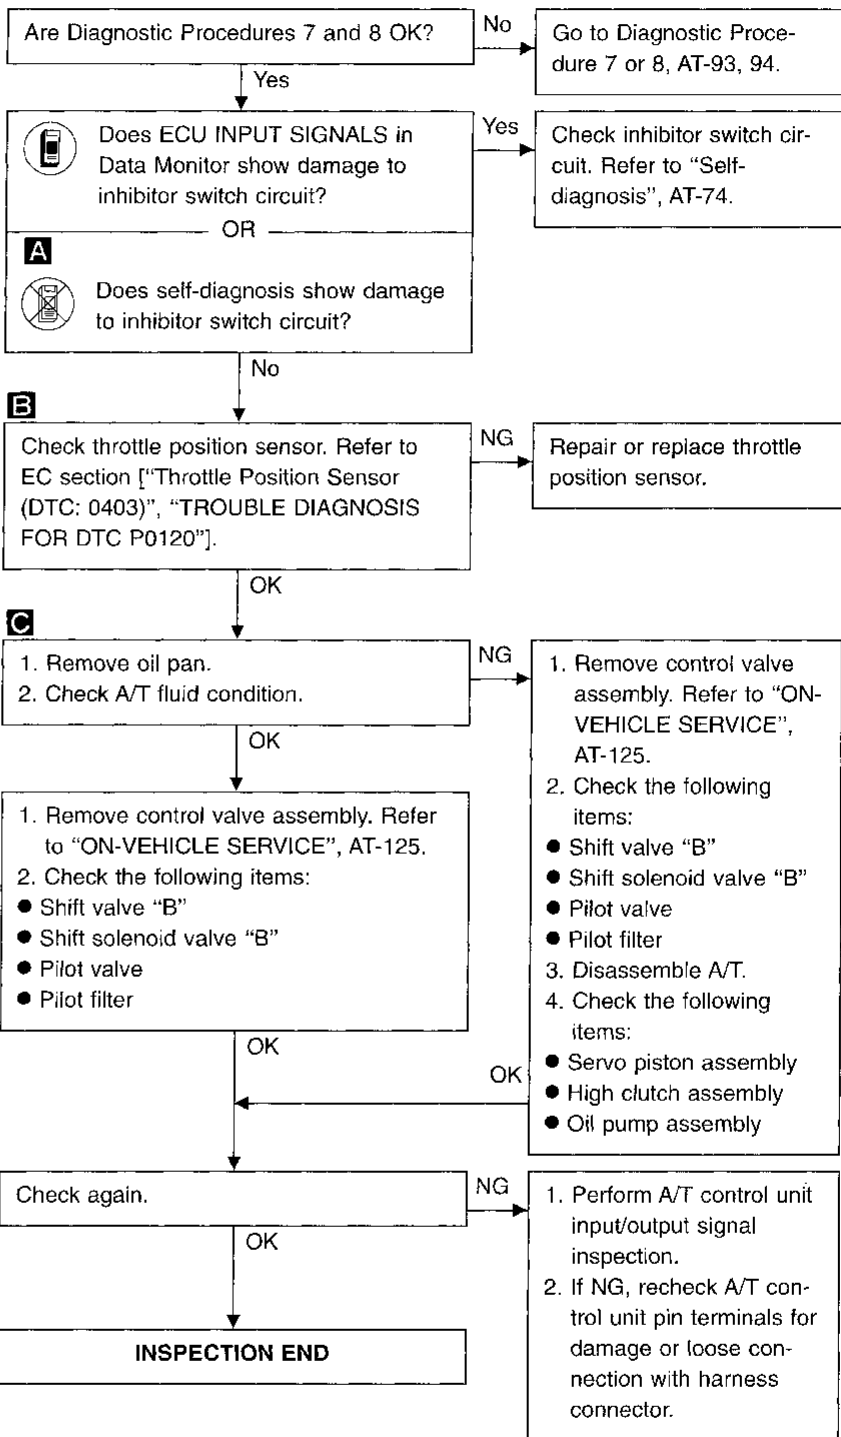 Are Diagnostic Procedures 7 and 8 OK?
No
Go to Diagnostic Proce-
dure 7 or 8, AT-93, 94.
Yes
Does ECU INPUT SIGNALS in
Data Monitor show damage to
inhibitor switch circuit?
OR
A
Does self-diagnosis show damage
to inhibitor switch circuit?
Yes
Check inhibitor switch cir-
cuit. Refer to “Self-
diagnosis”, AT-74.
No
B
Check throttle position sensor. Refer to
EC section [“Throttle Position Sensor
(DTC: 0403)”, “TROUBLE DIAGNOSIS
FOR DTC P0120”].
NG
Repair or replace throttle
position sensor.
OK
C
1. Remove oil pan.
2. Check A/T fluid condition.
NG
1. Remove control valve
assembly. Refer to “ON-
VEHICLE SERVICE”,
AT-125.
2. Check the following
items:
● Shift valve “B”
● Shift solenoid valve “B”
● Pilot valve
● Pilot filter
3. Disassemble A/T.
4. Check the following
items:
● Servo piston assembly
● High clutch assembly
● Oil pump assembly
OK
OK
1. Remove control valve assembly. Refer
to “ON-VEHICLE SERVICE”, AT-125.
2. Check the following items:
● Shift valve “B”
● Shift solenoid valve “B”
● Pilot valve
● Pilot filter
OK
Check again.
NG
1. Perform A/T control unit
input/output signal
inspection.
2. If NG, recheck A/T con-
trol unit pin terminals for
damage or loose con-
nection with harness
connector.
OK
INSPECTION END